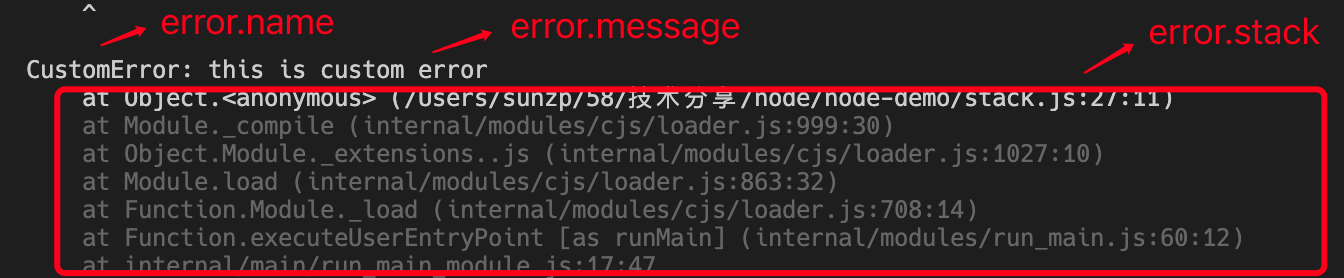 ^
error.name
error.message
error.stack
CustomError: this is custom error
at Object.<anonymous> (/Users/sunzp/58/技术分享/node/node-demo/stack.js:27:11)
at Module._compile (internal/modules/cjs/loader.js:999:30)
at Object.Module._extensions..js (internal/modules/cjs/loader.js:1027:10)
at Module.load (internal/modules/cjs/loader.js:863:32)
at Function.Module._load (internal/modules/cjs/loader.js:708:14)
at Function.executeUserEntryPoint [as runMain] (internal/modules/run_main.js:60:12)
at internal/main/run_main_module.js:17:47